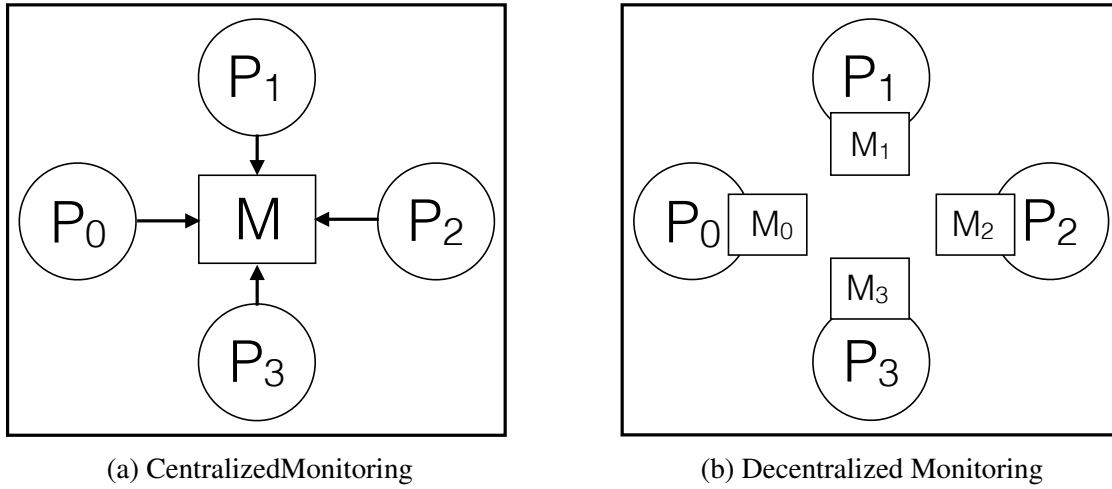 P₁
P₀
M
P₂
P₃
(a) CentralizedMonitoring
P₁
M₁
P₀
M₀
M₂
P₂
M₃
P₃
(b) Decentralized Monitoring